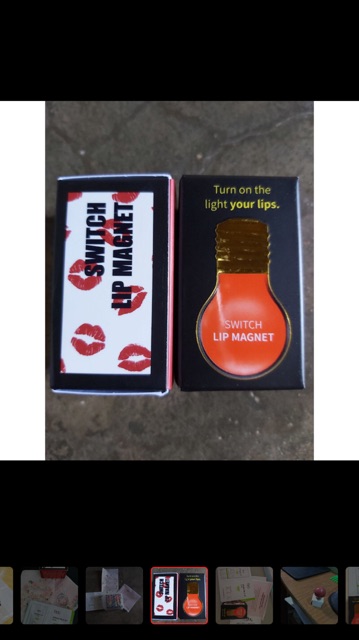 SWITCH
LIP MAGNET
Turn on the
light your lips.
SWITCH
LIP MAGNET